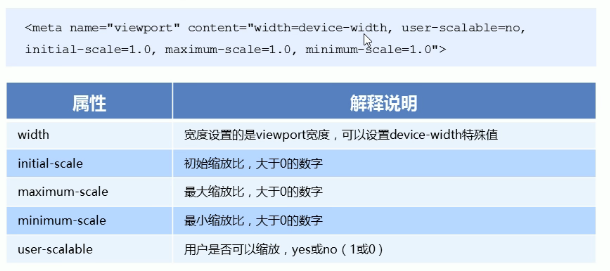 <meta name="viewport" content="width=device-width, user-scalable=no,
initial-scale=1.0, maximum-scale=1.0, minimum-scale=1.0">
属性 解释说明
width 宽度设置的是viewport宽度，可以设置device-width特殊值
initial-scale 初始缩放比，大于0的数字
maximum-scale 最大缩放比，大于0的数字
minimum-scale 最小缩放比，大于0的数字
user-scalable 用户是否可以缩放，yes或no（1或0）